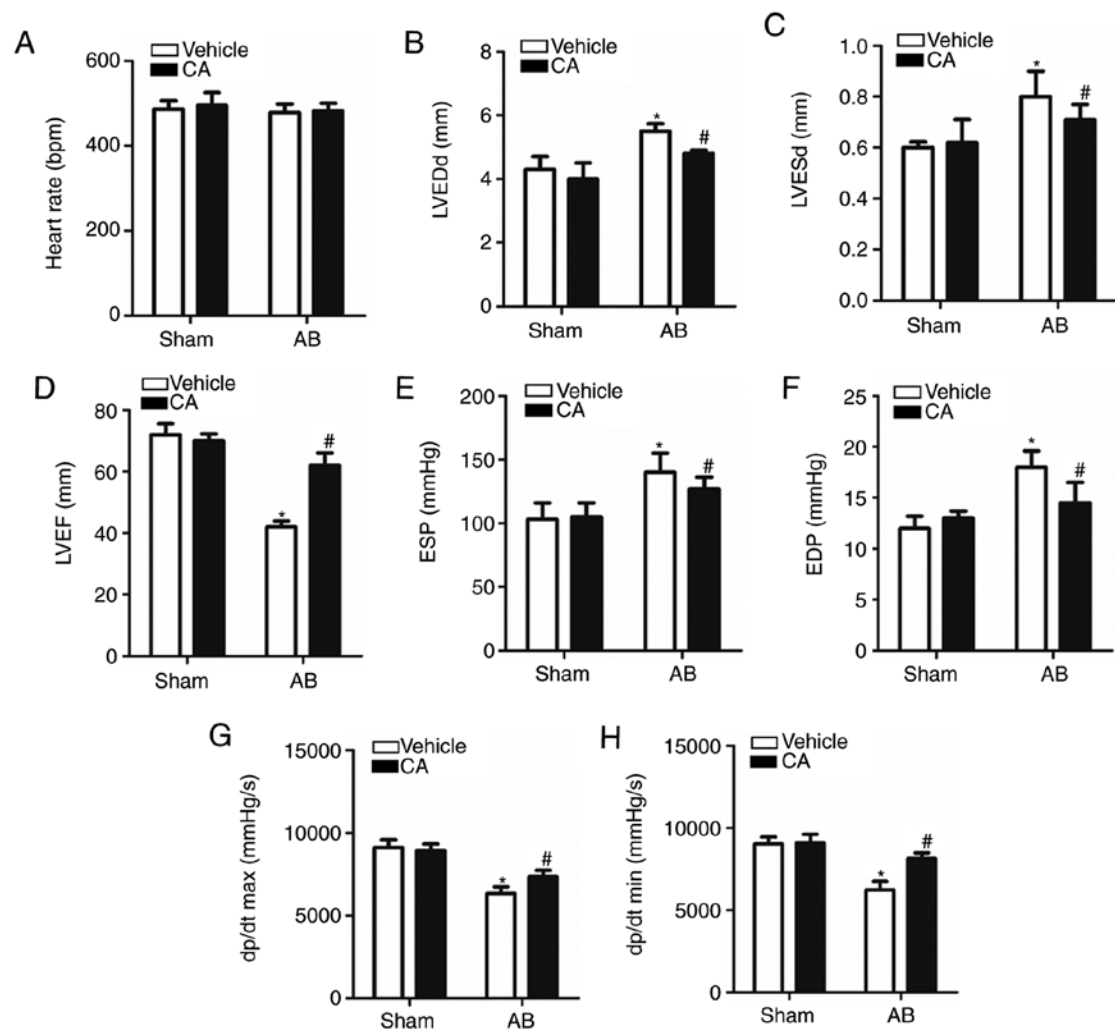 A
Vehicle
CA
Heart rate (bpm)
600
400
200
0
Sham
AB
B
Vehicle
CA
LVEDd (mm)
8
6
*
#
4
2
0
Sham
AB
C
Vehicle
CA
LVESd (mm)
1.0
*
0.8
#
0.6
0.4
0.2
0.0
Sham
AB
D
Vehicle
CA
LVEF (mm)
80
#
60
*
40
20
0
Sham
AB
E
Vehicle
CA
ESP (mmHg)
200
*
150
#
100
50
0
Sham
AB
F
Vehicle
CA
EDP (mmHg)
25
*
20
#
15
10
5
0
Sham
AB
G
Vehicle
CA
dp/dt max (mmHg/s)
15000
10000
#
*
5000
0
Sham
AB
H
Vehicle
CA
dp/dt min (mmHg/s)
15000
10000
#
*
5000
0
Sham
AB